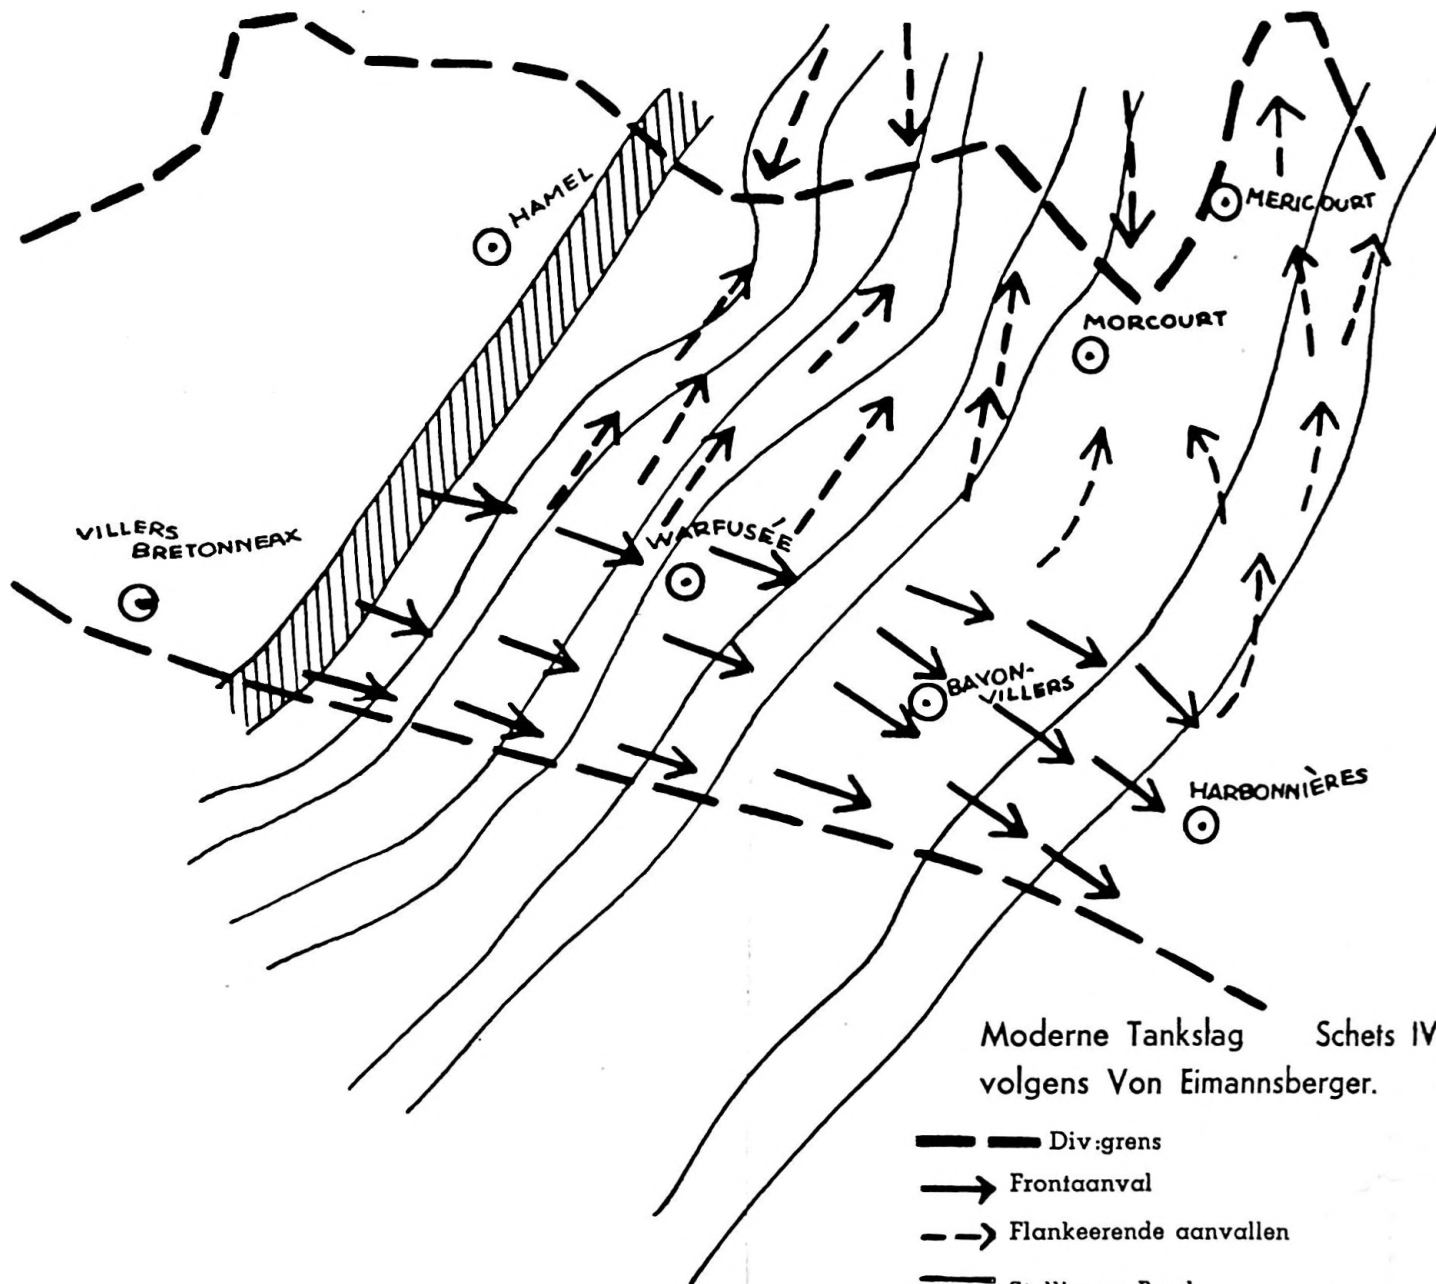 HAMEL
MERICOURT
MORCOURT
VILLERS
BRETONNEAX
WARFUSÉE
BAYON-
VILLERS
HARBONNIÈRES
Moderne Tankslag Schets IV
volgens Von Eimannsberger.
Div:grens
Frontaanval
Flankeerende aanvallen